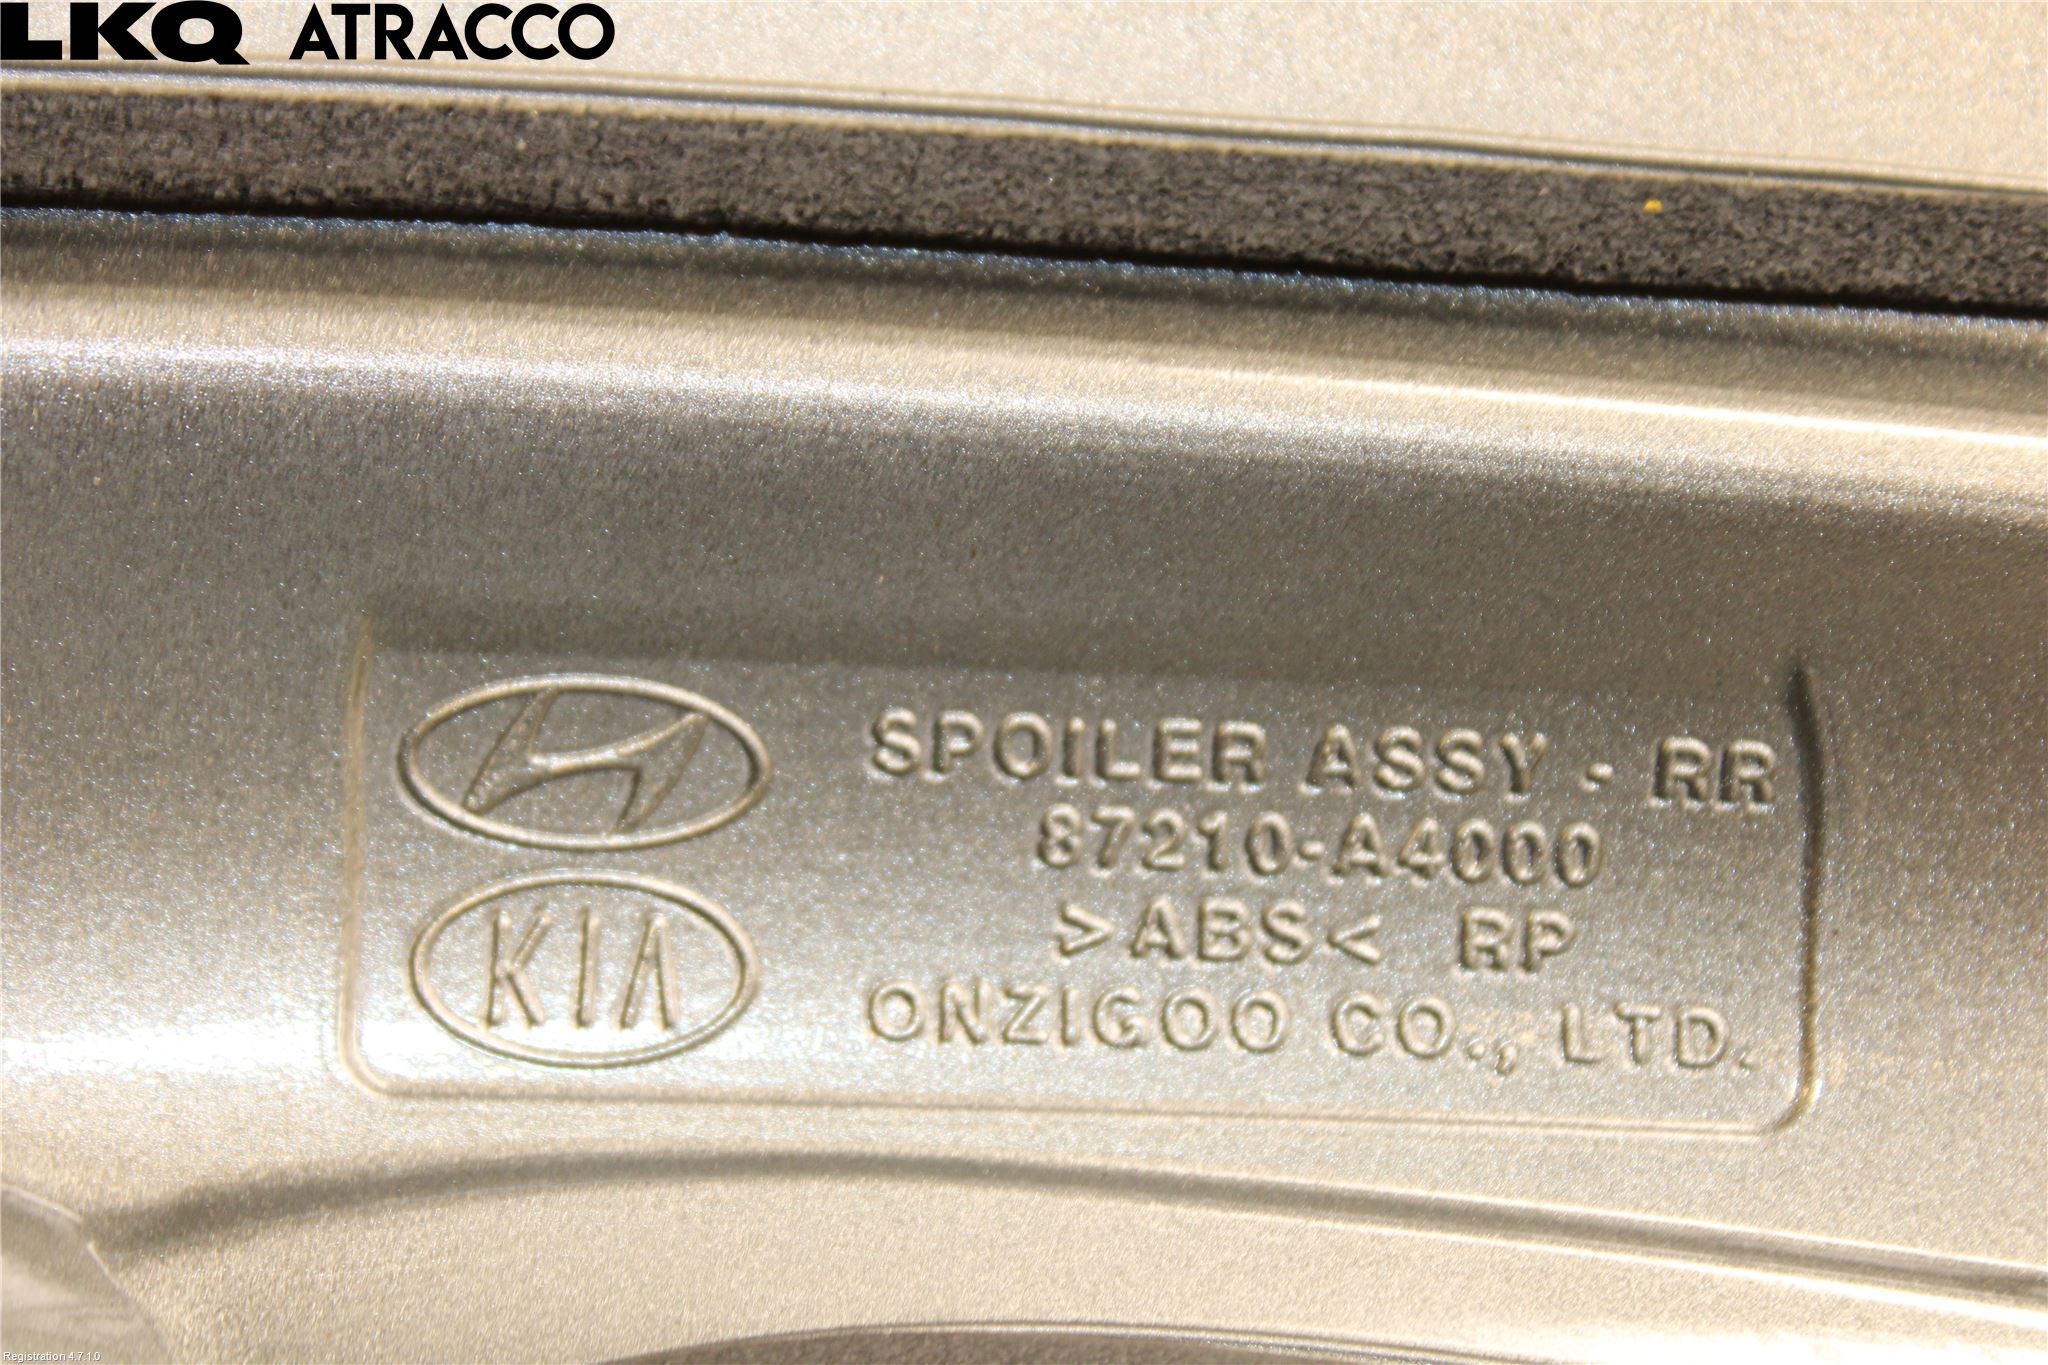 LKQ ATRACCO
SPOILER ASSY - RR
87210-A4000
>ABS< RP
KIA
ONZIGOO CO., LTD.
Registration 4.7.1.0